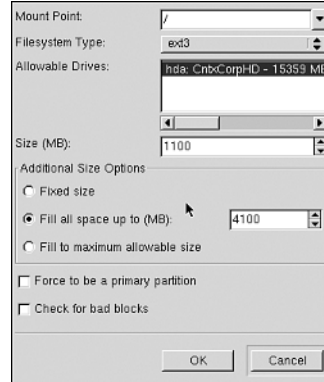 Mount Point: /
Filesystem Type: ext3
Allowable Drives: hda: CntxCorpHD - 15359 MB
Size (MB): 1100
Additional Size Options
Fixed size
Fill all space up to (MB): 4100
Fill to maximum allowable size
Force to be a primary partition
Check for bad blocks
OK Cancel